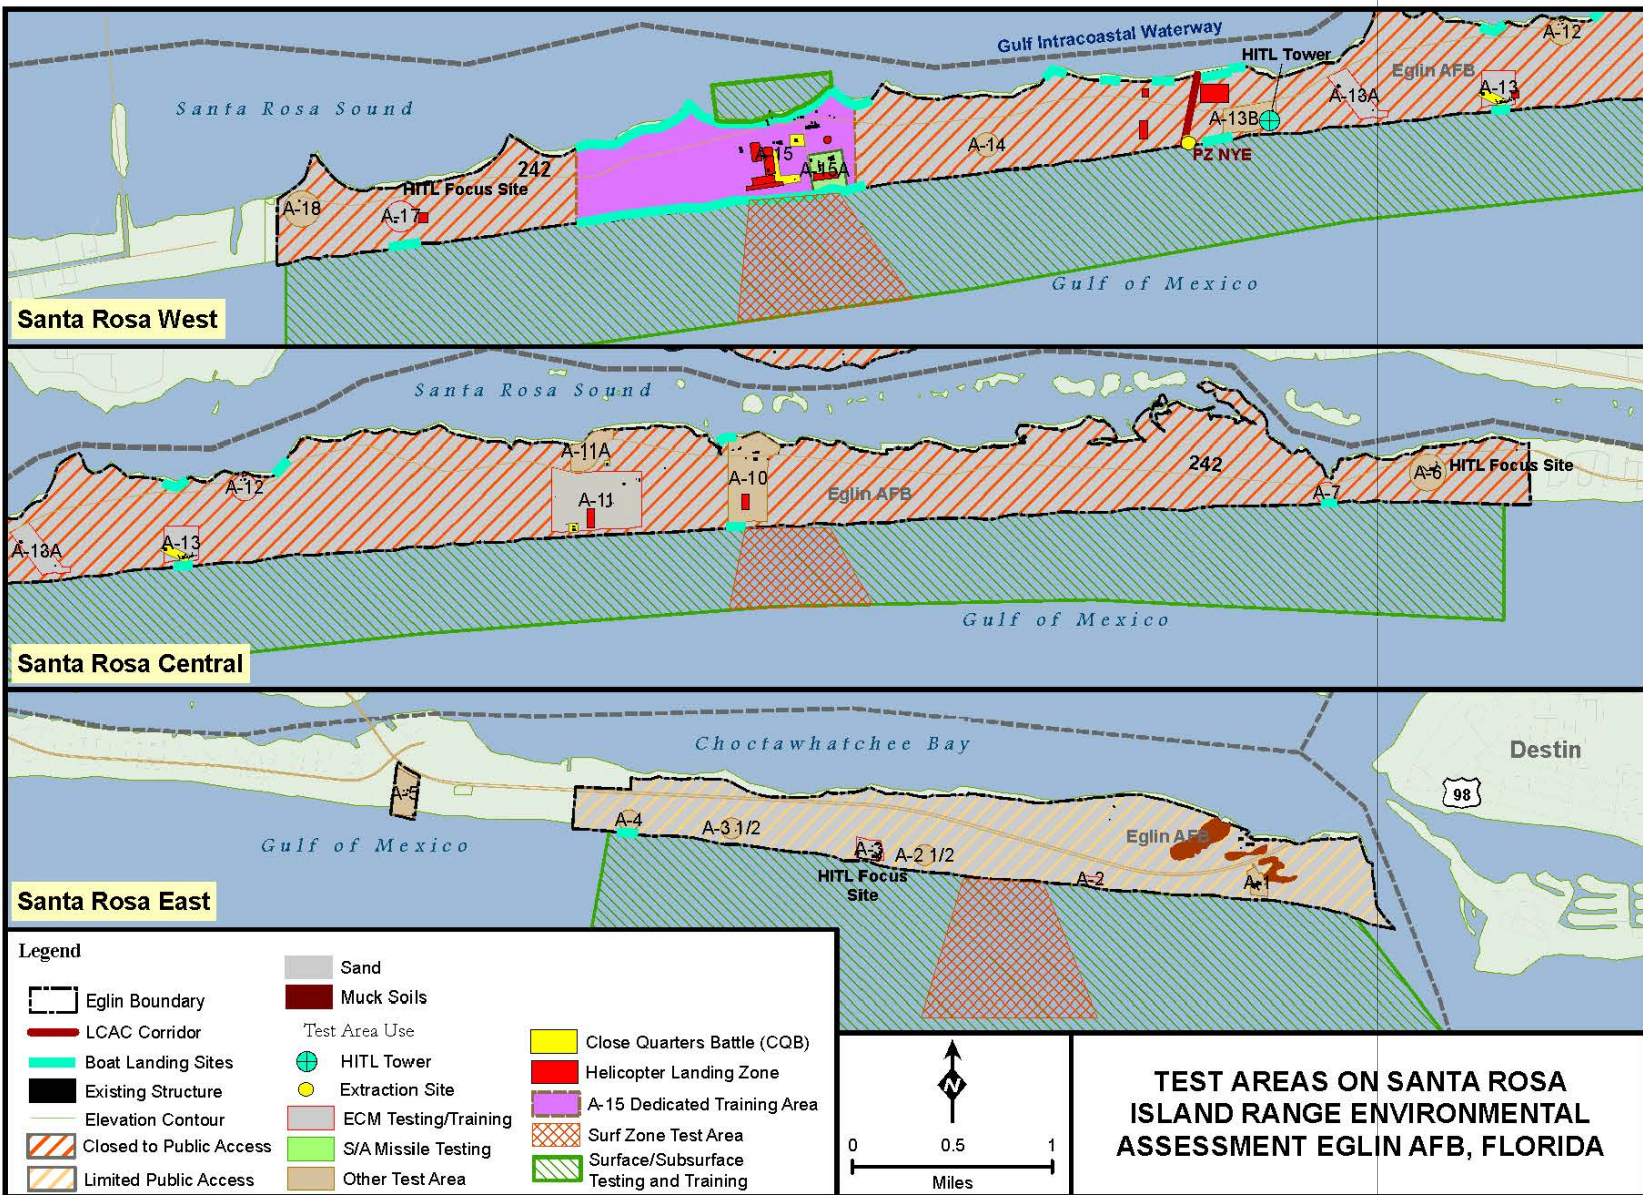 Gulf Intracoastal Waterway
HITL Tower
A-12
Eglin AFB
Santa Rosa Sound
A-13A
A-13
A-13B
A-14
PZ NYE
A-15
A-15A
242
HITL Focus Site
A-18
A-17
Gulf of Mexico
Santa Rosa West
Santa Rosa Sound
A-11A
A-12
A-10
A-11
Eglin AFB
242
A-6
HITL Focus Site
A-7
A-13A
A-13
Gulf of Mexico
Santa Rosa Central
Choctawhatchee Bay
Destin
98
A-5
A-4
A-3 1/2
Eglin AFB
Gulf of Mexico
A-3
A-2 1/2
HITL Focus
Site
A-2
A-1
Santa Rosa East
Legend
Eglin Boundary
LCAC Corridor
Boat Landing Sites
Existing Structure
Elevation Contour
Closed to Public Access
Limited Public Access
Sand
Muck Soils
Test Area Use
HITL Tower
Extraction Site
ECM Testing/Training
S/A Missile Testing
Other Test Area
Close Quarters Battle (CQB)
Helicopter Landing Zone
A-15 Dedicated Training Area
Surf Zone Test Area
Surface/Subsurface
Testing and Training
N
0 0.5 1
Miles
TEST AREAS ON SANTA ROSA
ISLAND RANGE ENVIRONMENTAL
ASSESSMENT EGLIN AFB, FLORIDA